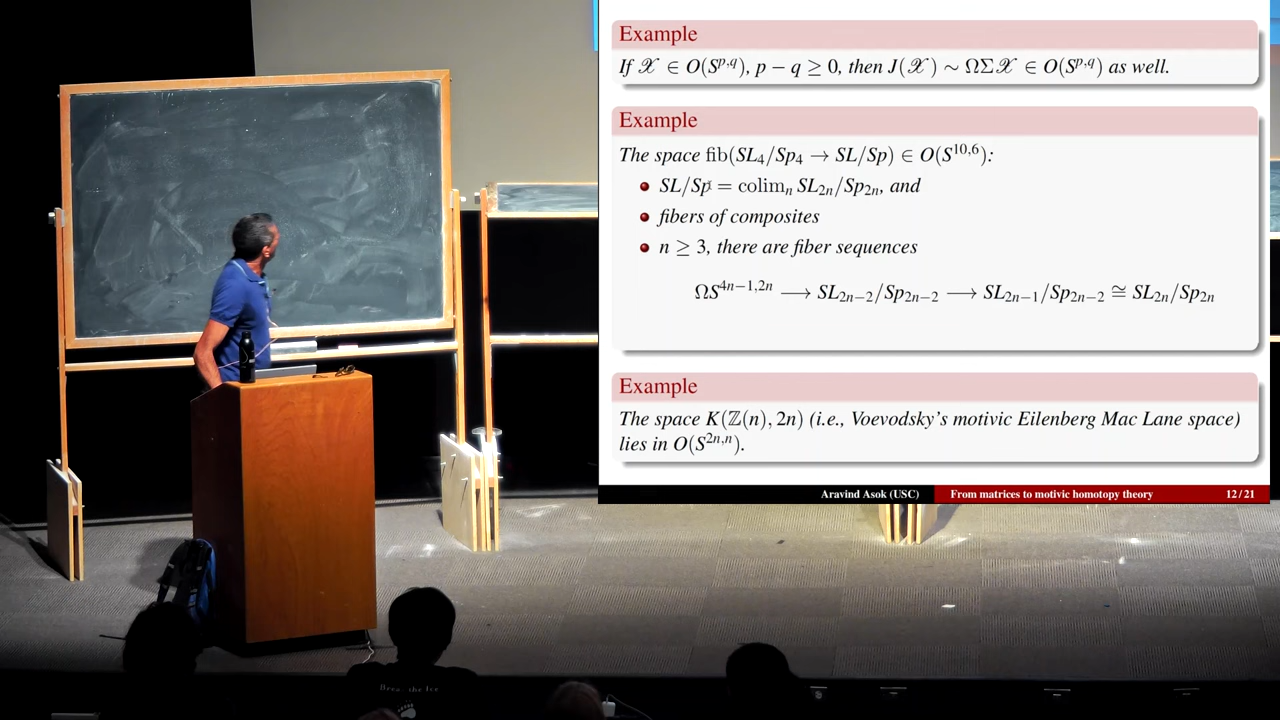 Example
If 𝒳 ∈ O(S^{p,q}), p − q ≥ 0, then J(𝒳) ∼ ΩΣ𝒳 ∈ O(S^{p,q}) as well.
Example
The space fib(SL₄/Sp₄ → SL/Sp) ∈ O(S^{10,6}):
SL/Sp = colim_n SL_{2n}/Sp_{2n}, and
fibers of composites
n ≥ 3, there are fiber sequences
ΩS^{4n−1,2n} ⟶ SL_{2n−2}/Sp_{2n−2} ⟶ SL_{2n−1}/Sp_{2n−2} ≅ SL_{2n}/Sp_{2n}
Example
The space K(ℤ(n), 2n) (i.e., Voevodsky's motivic Eilenberg Mac Lane space)
lies in O(S^{2n,n}).
Aravind Asok (USC) From matrices to motivic homotopy theory 12 / 21